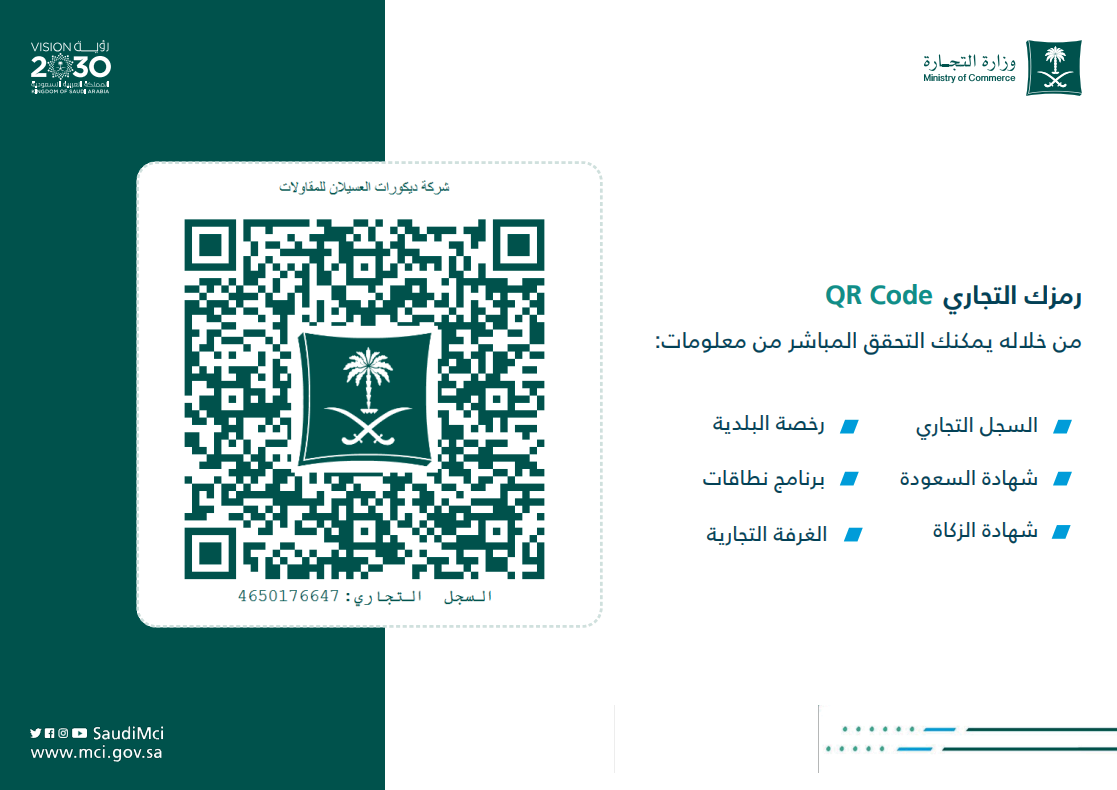 VISION رؤيــة
2030
المملكة العربية السعودية
KINGDOM OF SAUDI ARABIA
وزارة التجـارة
Ministry of Commerce
شركة ديكورات العسيلان للمقاولات
السجل التجاري: 4650176647
رمزك التجاري QR Code
من خلاله يمكنك التحقق المباشر من معلومات:
السجل التجاري
رخصة البلدية
شهادة السعودة
برنامج نطاقات
شهادة الزكاة
الغرفة التجارية
SaudiMci
www.mci.gov.sa